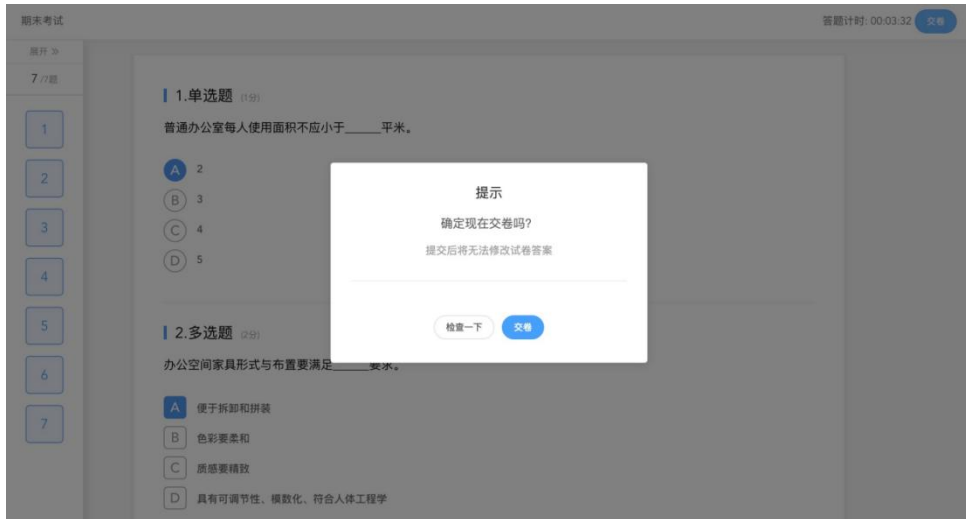 期末考试
答题计时: 00:03:32 交卷
展开 »
7 /7题
1
2
3
4
5
6
7
1.单选题 (1分)
普通办公室每人使用面积不应小于______平米。
A 2
B 3
C 4
D 5
2.多选题 (2分)
办公空间家具形式与布置要满足______要求。
A 便于拆卸和拼装
B 色彩要柔和
C 质感要精致
D 具有可调节性、模数化、符合人体工程学
提示
确定现在交卷吗?
提交后将无法修改试卷答案
检查一下 交卷